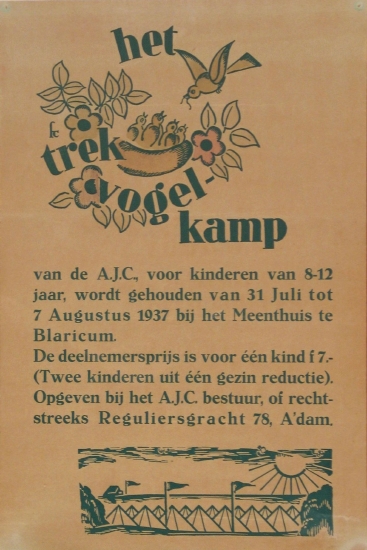 het
fc
trek
vogel-
kamp
van de A.J.C., voor kinderen van 8-12
jaar, wordt gehouden van 31 Juli tot
7 Augustus 1937 bij het Meenthuis te
Blaricum.
De deelnemersprijs is voor één kind f 7.-
(Twee kinderen uit één gezin reductie).
Opgeven bij het A.J.C. bestuur, of recht-
streeks Reguliersgracht 78, A'dam.